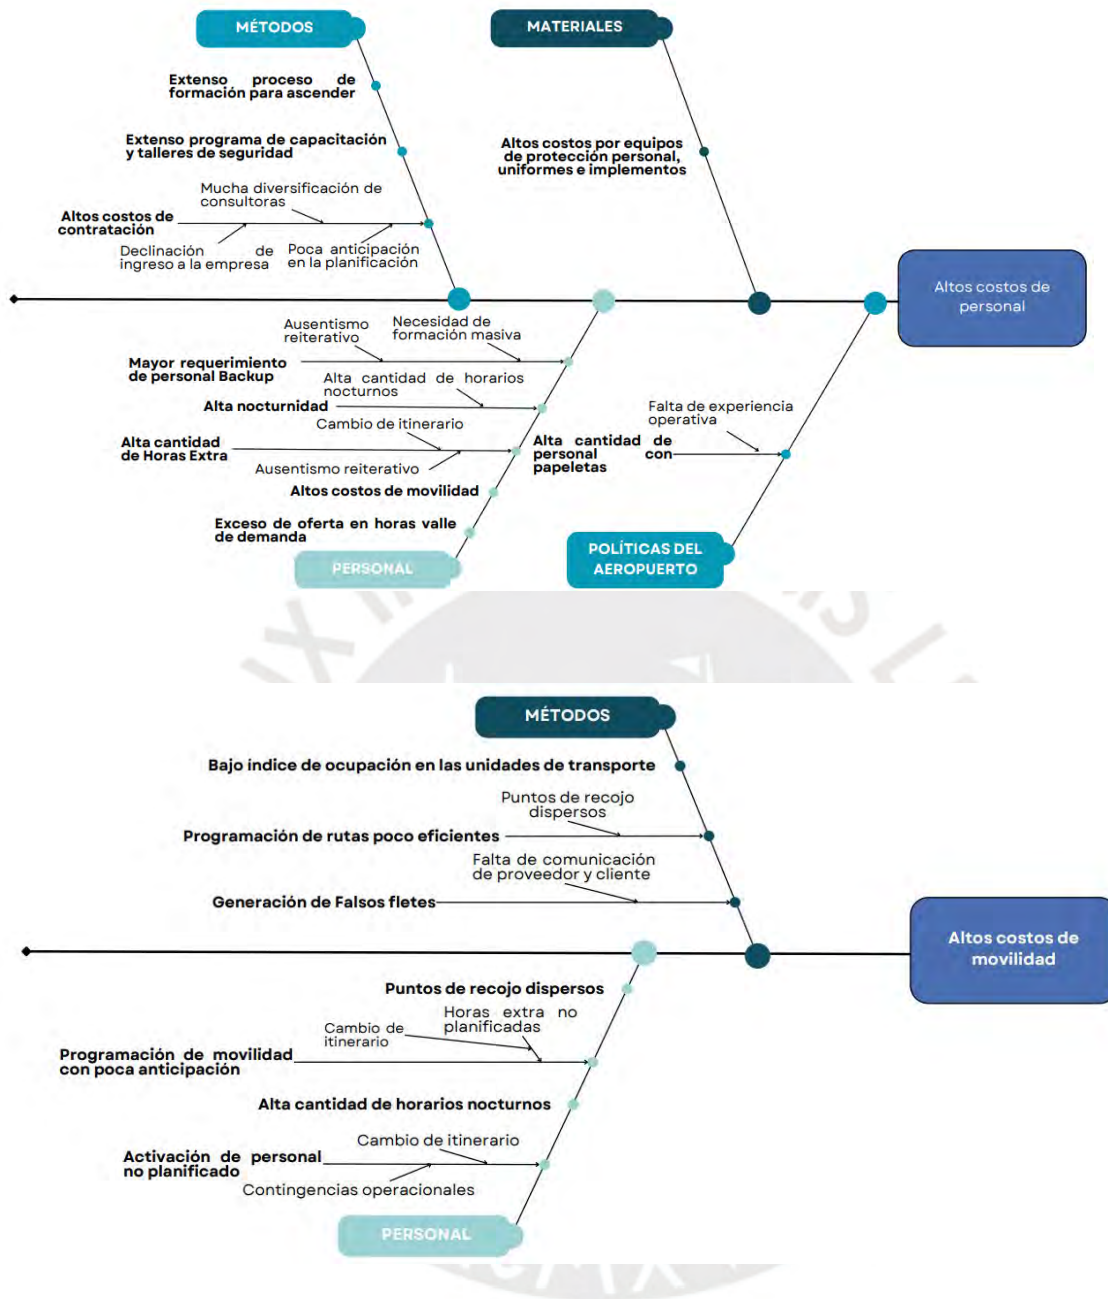 MÉTODOS
MATERIALES
Extenso proceso de
formación para ascender
Extenso programa de capacitación
y talleres de seguridad
Altos costos por equipos
de protección personal,
uniformes e implementos
Mucha diversificación de
consultoras
Altos costos de
contratación
Declinación de
ingreso a la empresa
Poca anticipación
en la planificación
Altos costos de
personal
Ausentismo
reiterativo
Necesidad de
formación masiva
Mayor requerimiento
de personal Backup
Alta cantidad de horarios
nocturnos
Alta nocturnidad
Cambio de itinerario
Alta cantidad
de Horas Extra
Ausentismo reiterativo
Altos costos de movilidad
Exceso de oferta en horas valle
de demanda
PERSONAL
Falta de experiencia
operativa
Alta cantidad de
personal con
papeletas
POLÍTICAS DEL
AEROPUERTO
MÉTODOS
Bajo índice de ocupación en las unidades de transporte
Puntos de recojo
dispersos
Programación de rutas poco eficientes
Falta de comunicación
de proveedor y cliente
Generación de Falsos fletes
Altos costos de
movilidad
Puntos de recojo dispersos
Horas extra no
planificadas
Cambio de
itinerario
Programación de movilidad
con poca anticipación
Alta cantidad de horarios nocturnos
Cambio de itinerario
Activación de personal
no planificado
Contingencias operacionales
PERSONAL